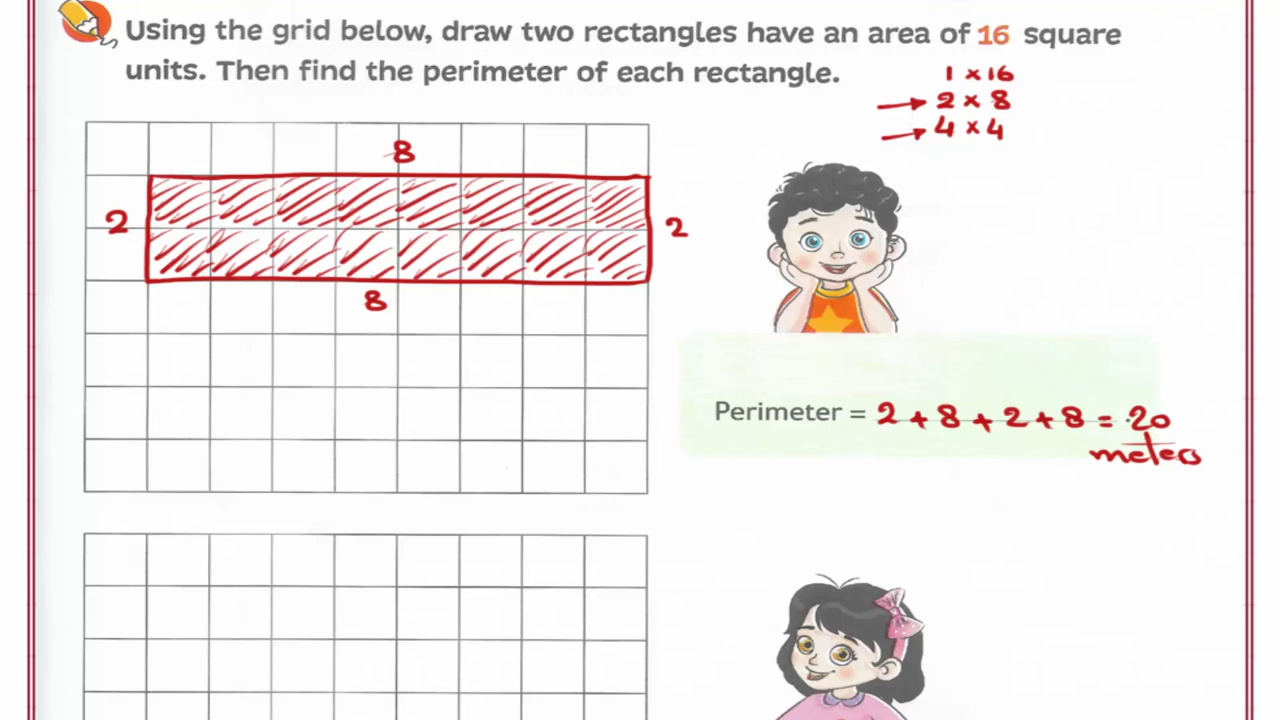 Using the grid below, draw two rectangles have an area of 16 square
units. Then find the perimeter of each rectangle.
1 × 16
→ 2 × 8
→ 4 × 4
8
2
2
8
Perimeter = 2 + 8 + 2 + 8 = 20
meters